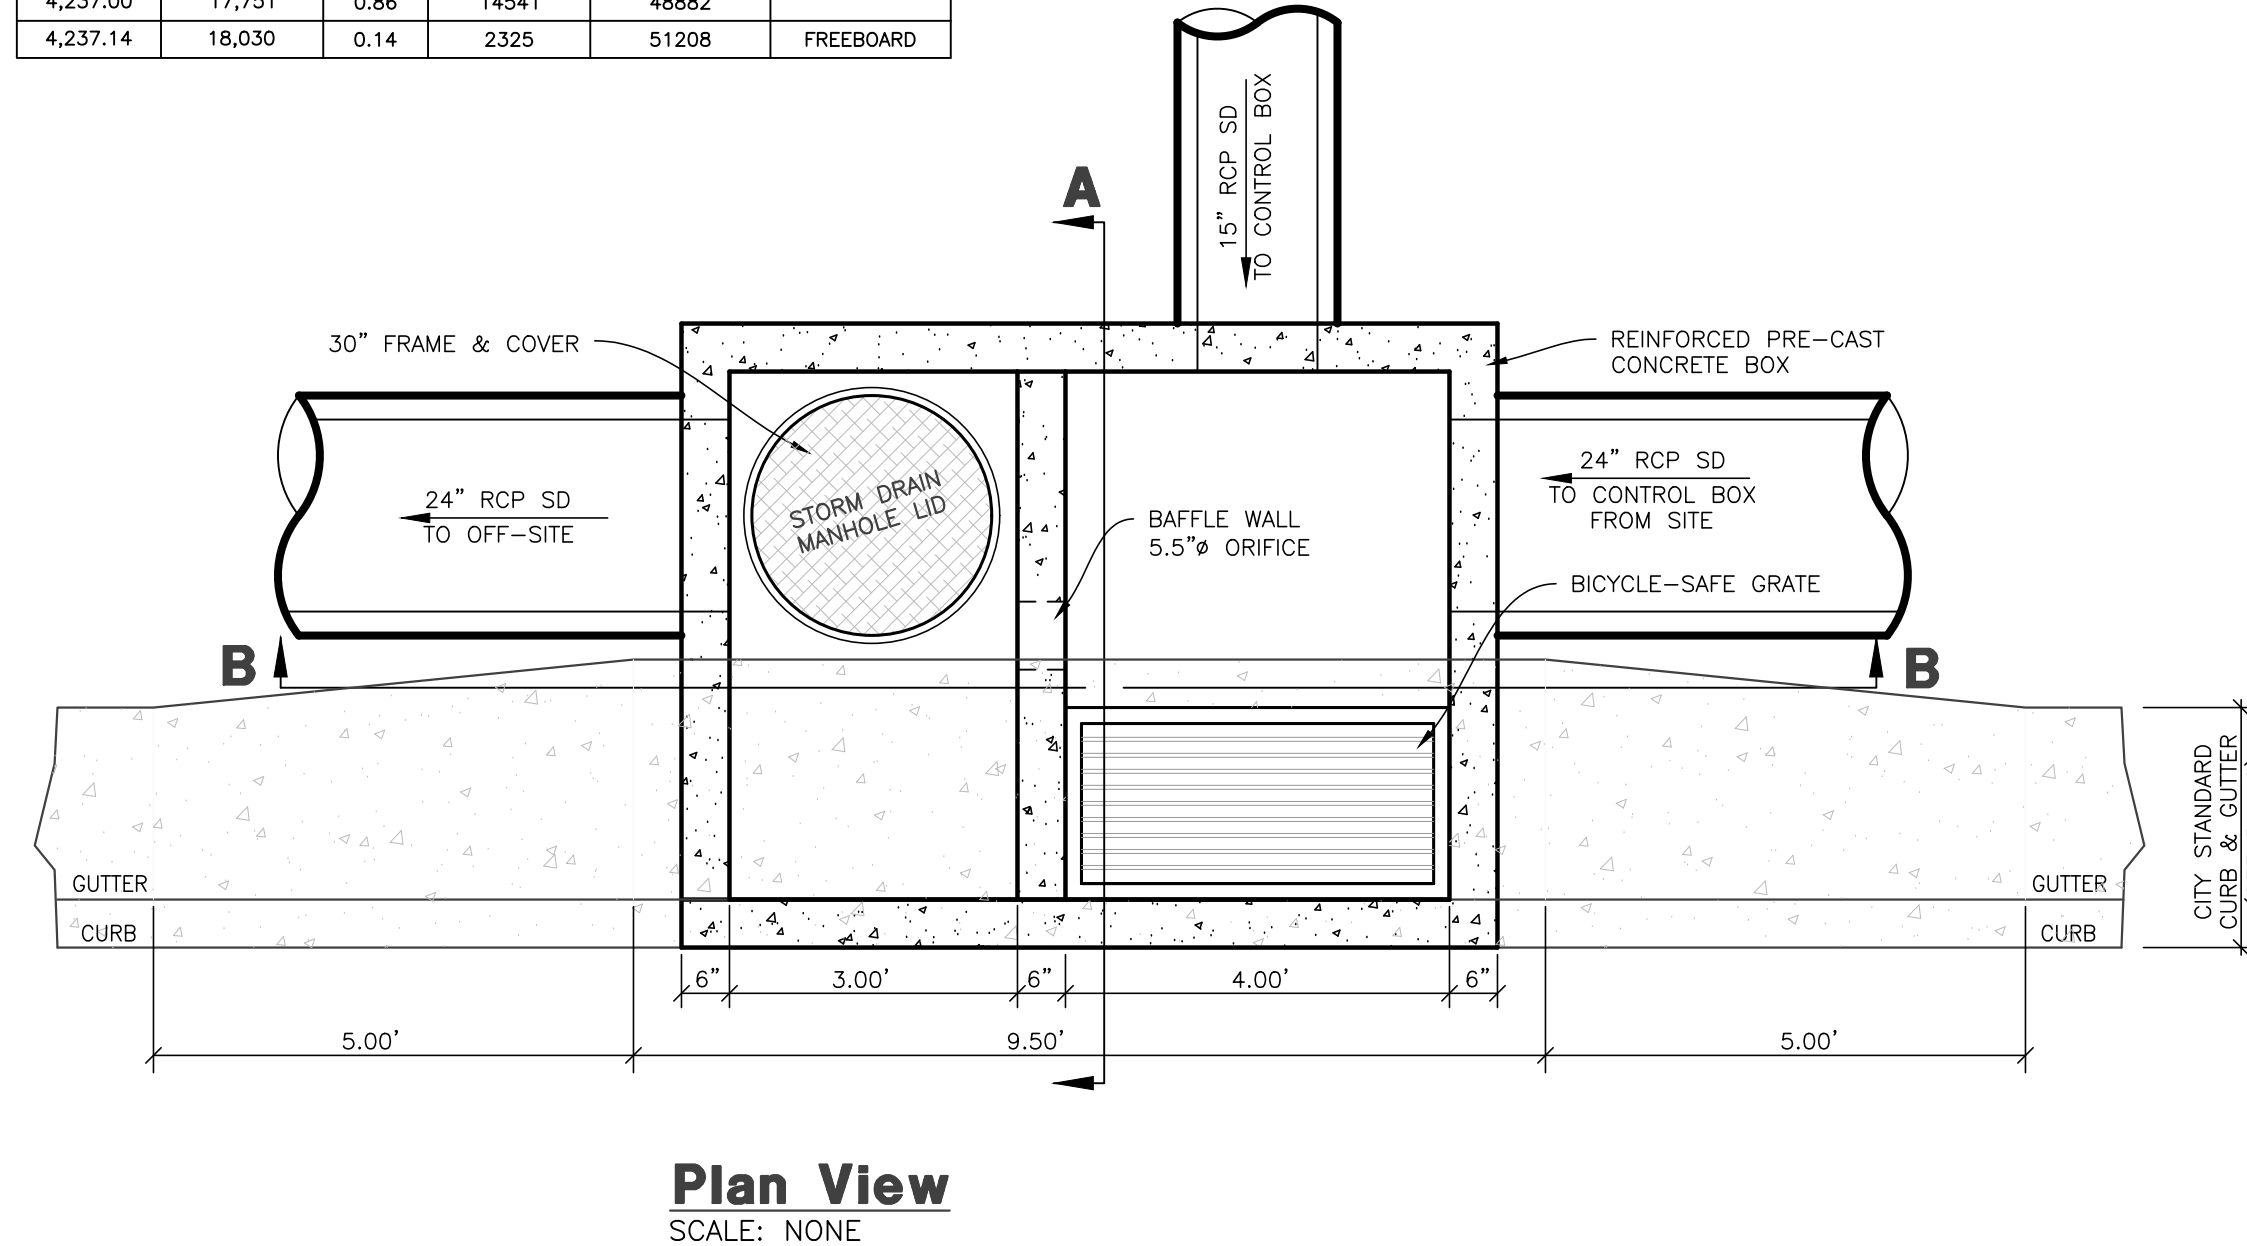 4,237.00 17,751 0.86 14541 48882
4,237.14 18,030 0.14 2325 51208 FREEBOARD
15" RCP SD
TO CONTROL BOX
A
30" FRAME & COVER
REINFORCED PRE-CAST
CONCRETE BOX
24" RCP SD
TO OFF-SITE
STORM DRAIN
MANHOLE LID
BAFFLE WALL
5.5"ø ORIFICE
24" RCP SD
TO CONTROL BOX
FROM SITE
BICYCLE-SAFE GRATE
B
B
CITY STANDARD
CURB & GUTTER
GUTTER
CURB
GUTTER
CURB
6" 3.00' 6" 4.00' 6"
5.00' 9.50' 5.00'
Plan View
SCALE: NONE